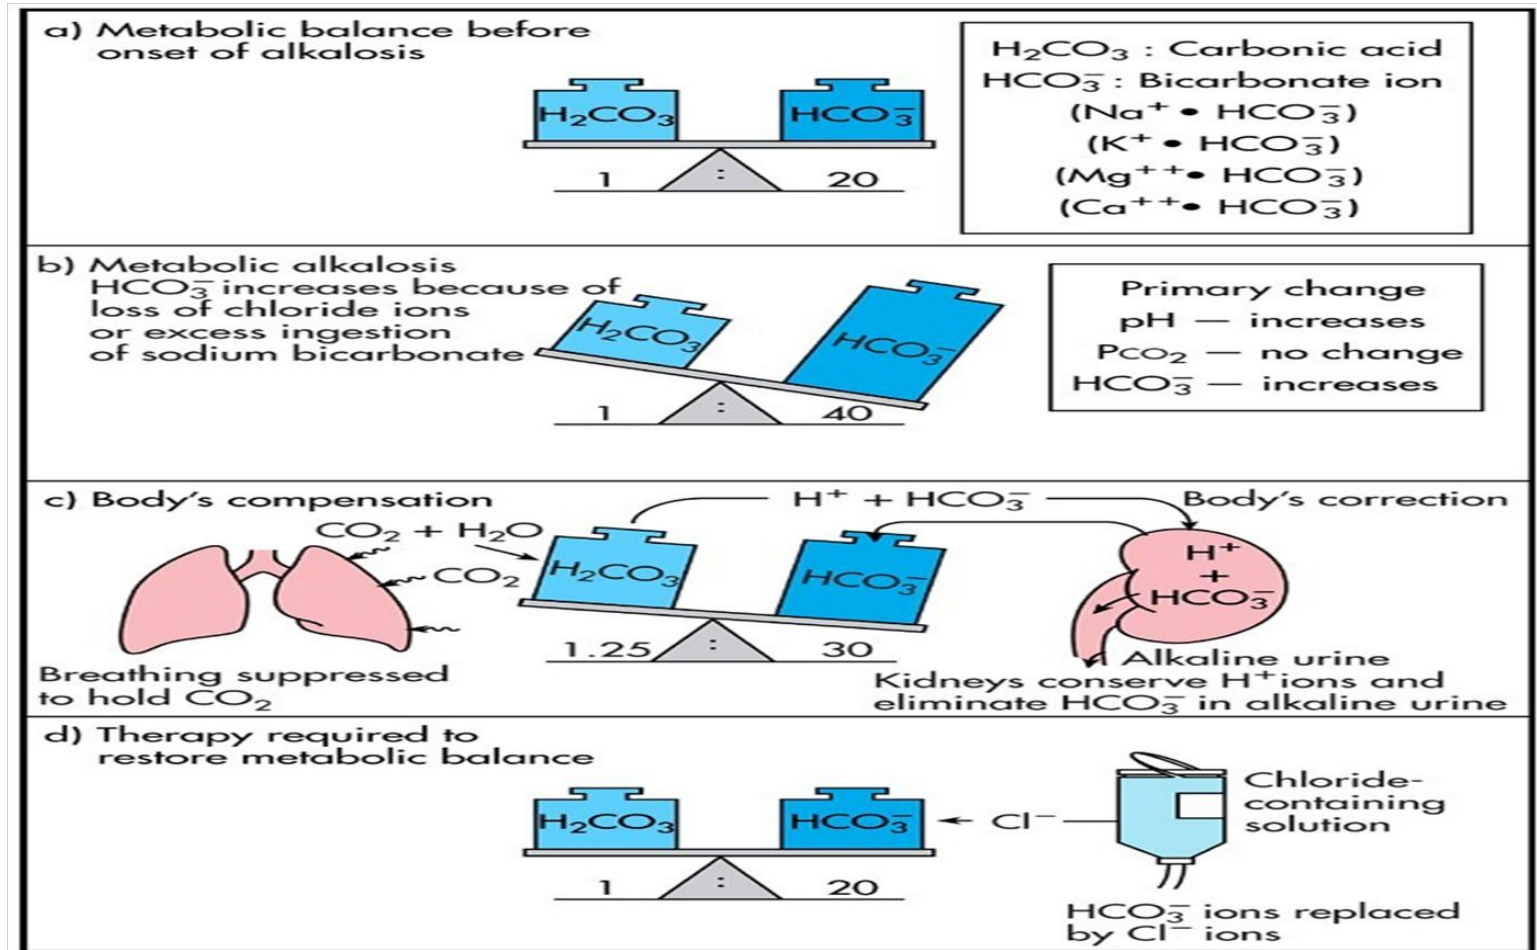 a) Metabolic balance before
onset of alkalosis
H₂CO₃
HCO₃⁻
1
:
20
H₂CO₃ : Carbonic acid
HCO₃⁻ : Bicarbonate ion
(Na⁺ • HCO₃⁻)
(K⁺ • HCO₃⁻)
(Mg⁺⁺• HCO₃⁻)
(Ca⁺⁺• HCO₃⁻)
b) Metabolic alkalosis
HCO₃⁻ increases because of
loss of chloride ions
or excess ingestion
of sodium bicarbonate
H₂CO₃
HCO₃⁻
1
:
40
Primary change
pH — increases
PCO₂ — no change
HCO₃⁻ — increases
c) Body's compensation
CO₂ + H₂O
CO₂
Breathing suppressed
to hold CO₂
H₂CO₃
HCO₃⁻
1.25
:
30
H⁺ + HCO₃⁻
Body's correction
H⁺
+
HCO₃⁻
Alkaline urine
Kidneys conserve H⁺ ions and
eliminate HCO₃⁻ in alkaline urine
d) Therapy required to
restore metabolic balance
H₂CO₃
HCO₃⁻
1
:
20
Cl⁻
Chloride-
containing
solution
HCO₃⁻ ions replaced
by Cl⁻ ions